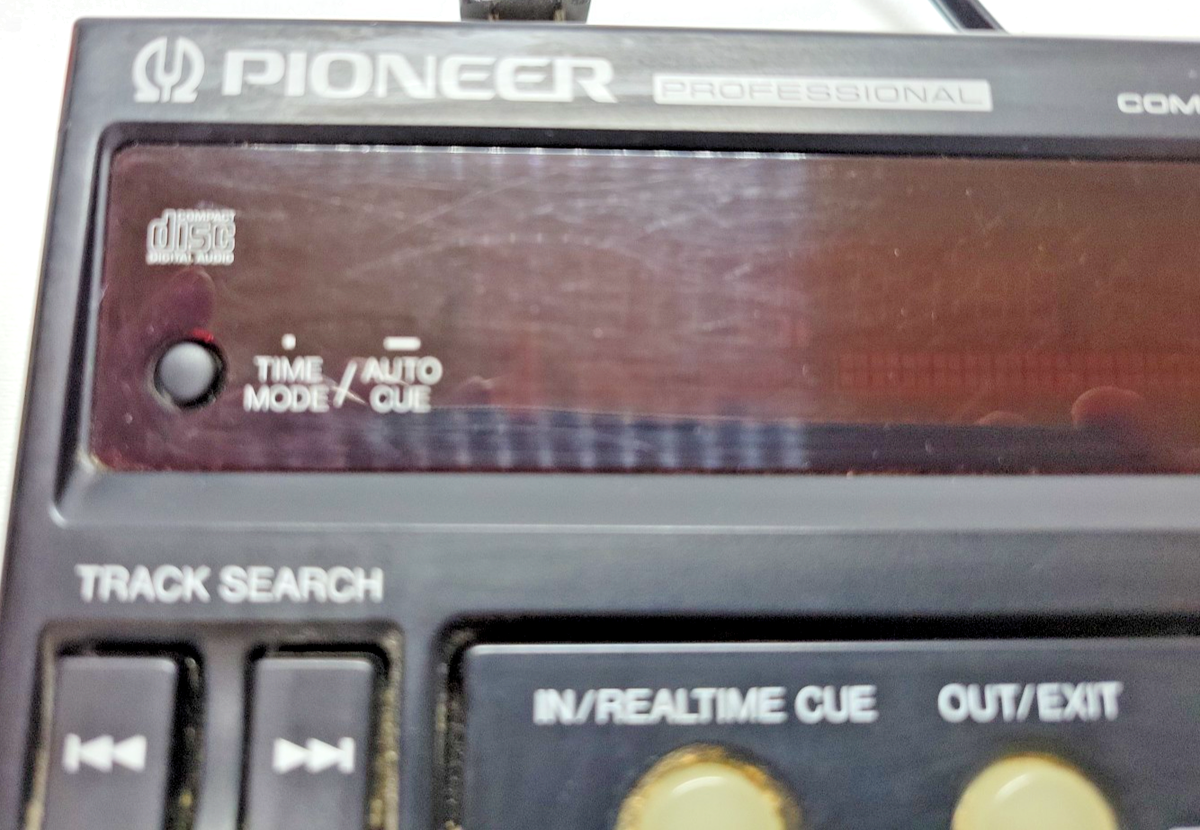 PIONEER PROFESSIONAL COM
COMPACT
disc
DIGITAL AUDIO
TIME
MODE / AUTO
CUE
TRACK SEARCH
IN/REALTIME CUE OUT/EXIT